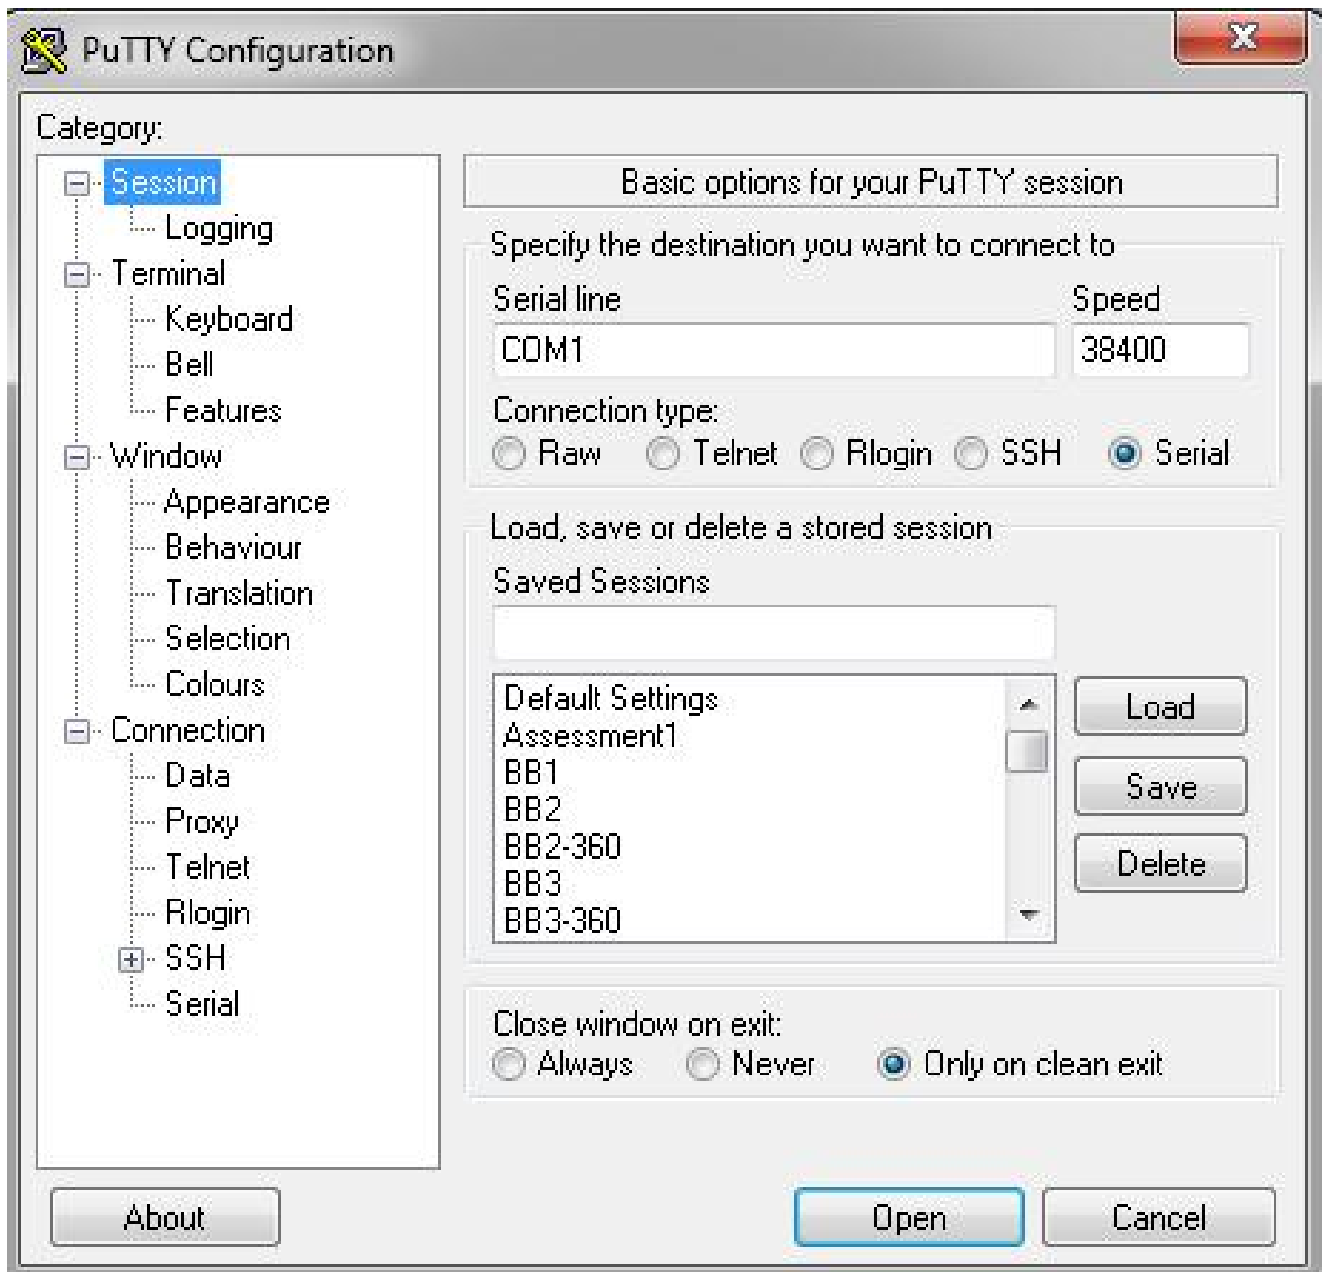 PuTTY Configuration
Category:
Session
Logging
Terminal
Keyboard
Bell
Features
Window
Appearance
Behaviour
Translation
Selection
Colours
Connection
Data
Proxy
Telnet
Rlogin
SSH
Serial
Basic options for your PuTTY session
Specify the destination you want to connect to
Serial line Speed
COM1 38400
Connection type:
Raw Telnet Rlogin SSH Serial
Load, save or delete a stored session
Saved Sessions
Default Settings
Assessment1
BB1
BB2
BB2-360
BB3
BB3-360
Load
Save
Delete
Close window on exit:
Always Never Only on clean exit
About Open Cancel